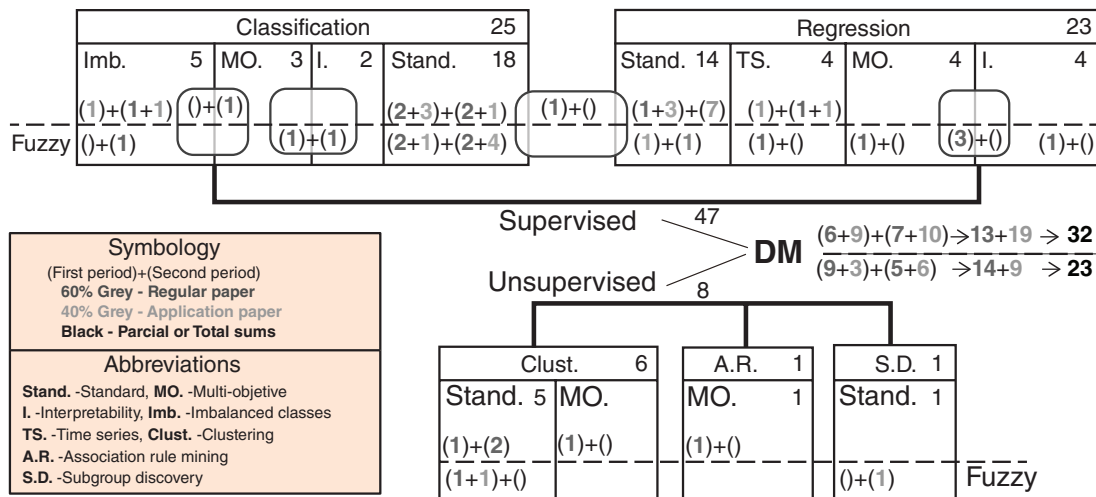 Classification 25
Regression 23
Imb. 5 MO. 3 I. 2 Stand. 18
Stand. 14 TS. 4 MO. 4 I. 4
(1)+(1+1) ()+(1) (2+3)+(2+1) (1)+() (1+3)+(7) (1)+(1+1)
Fuzzy ()+(1) (1)+(1) (2+1)+(2+4) (1)+(1) (1)+() (1)+() (3)+() (1)+()
Supervised 47
DM
(6+9)+(7+10)→13+19 → 32
(9+3)+(5+6) →14+9 → 23
Unsupervised 8
Symbology
(First period)+(Second period)
60% Grey - Regular paper
40% Grey - Application paper
Black - Parcial or Total sums
Abbreviations
Stand. -Standard, MO. -Multi-objetive
I. -Interpretability, Imb. -Imbalanced classes
TS. -Time series, Clust. -Clustering
A.R. -Association rule mining
S.D. -Subgroup discovery
Clust. 6
A.R. 1
S.D. 1
Stand. 5 MO.
MO. 1
Stand. 1
(1)+(2) (1)+() (1)+()
(1+1)+() ()+(1) Fuzzy